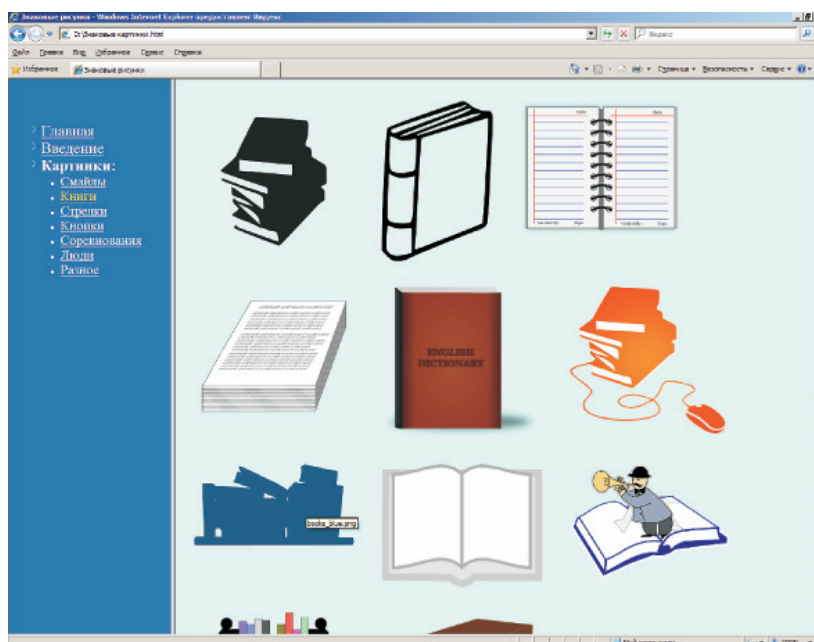 Знаковые рисунки - Windows Internet Explorer предоставлен Яндекс
D:\Знаковые картинки.html
Яндекс
Файл Правка Вид Избранное Сервис Справка
Избранное Знаковые рисунки
Страница Безопасность Сервис
Главная
Введение
Картинки:
Смайлы
Книги
Стрелки
Кнопки
Соревнования
Люди
Разное
ENGLISH
DICTIONARY
books_blue.png